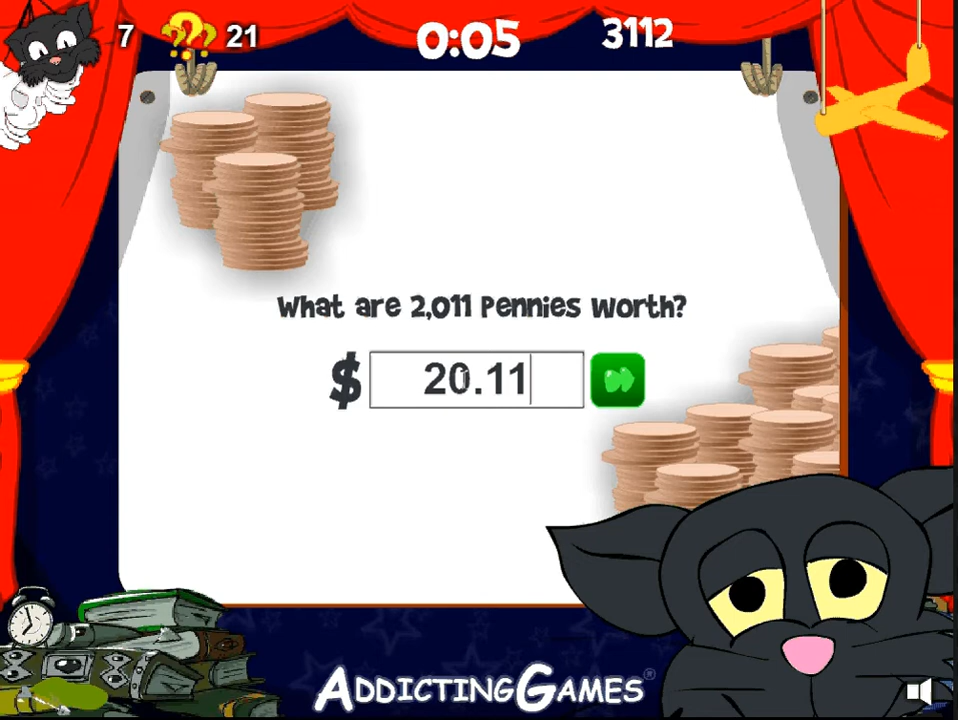 7 ??? 21 0:05 3112
What are 2,011 Pennies Worth?
$ 20.11
ADDICTINGGAMES®